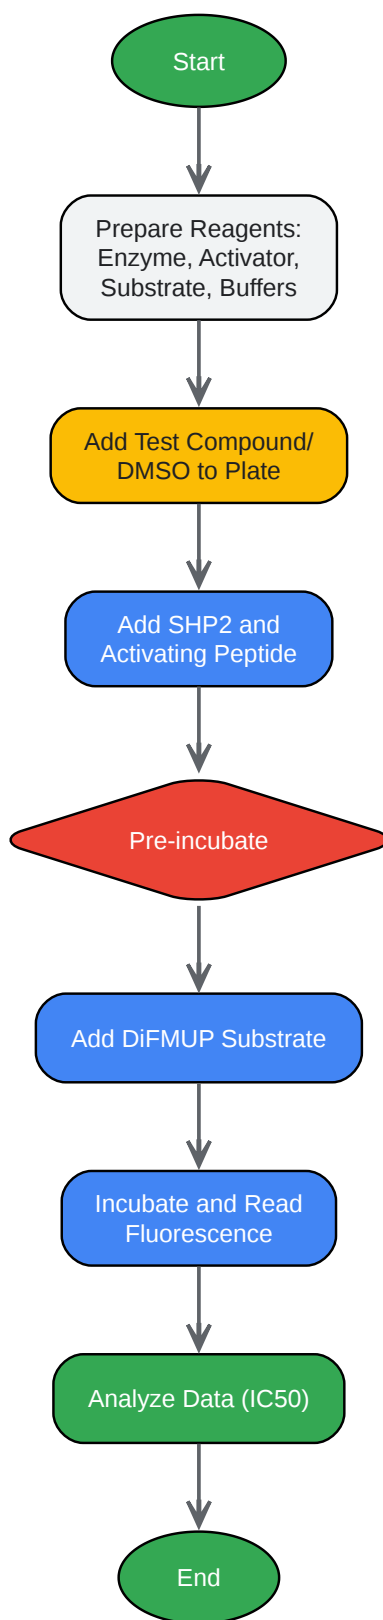 Start
Prepare Reagents:
Enzyme, Activator,
Substrate, Buffers
Add Test Compound/
DMSO to Plate
Add SHP2 and
Activating Peptide
Pre-incubate
Add DiFMUP Substrate
Incubate and Read
Fluorescence
Analyze Data (IC50)
End